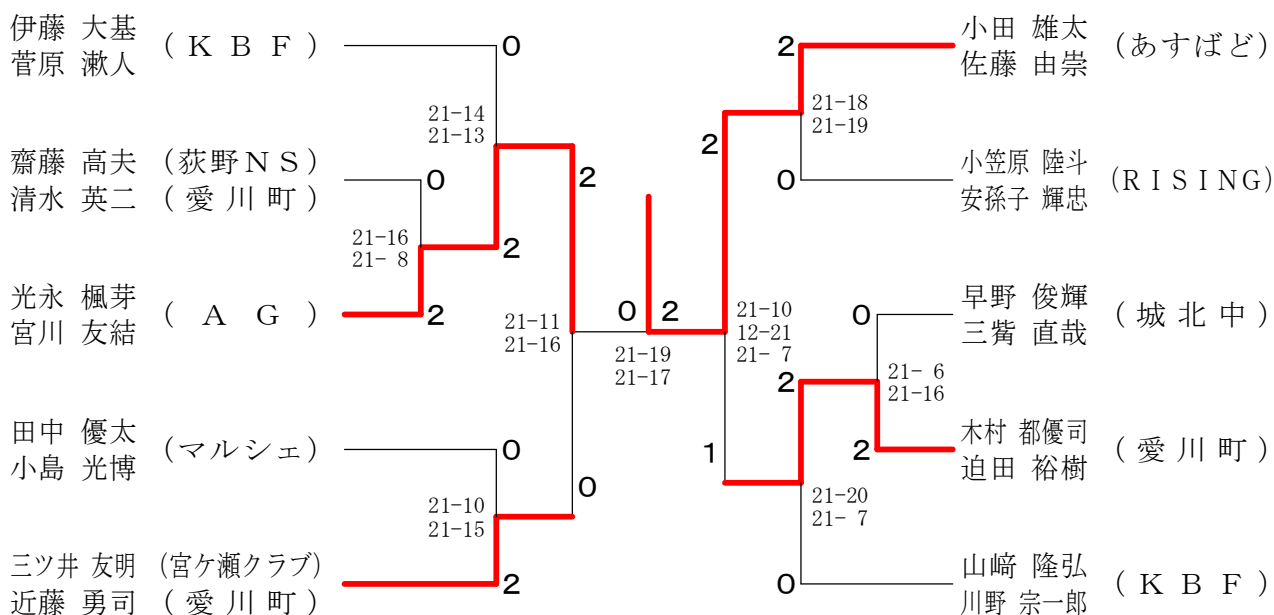 伊藤 大基
菅原 漱人
(ＫＢＦ)
0
21-14
21-13
齋藤 高夫 (荻野ＮＳ)
清水 英二 (愛川町)
0
2
21-16
21- 8
2
光永 楓芽
宮川 友結
(ＡＧ)
2
21-11
21-16
田中 優太
小島 光博
(マルシェ)
0
0
21-10
21-15
三ツ井 友明 (宮ケ瀬クラブ)
近藤 勇司 (愛川町)
2
0 2
21-19
21-17
小田 雄太
佐藤 由崇
(あすばど)
2
21-18
21-19
2
小笠原 陸斗
安孫子 輝忠
(RISING)
0
早野 俊輝
三觜 直哉
(城北中)
0
21-10
12-21
21- 7
21- 6
21-16
2
木村 都優司
迫田 裕樹
(愛川町)
2
1
21-20
21- 7
山﨑 隆弘
川野 宗一郎
(ＫＢＦ)
0